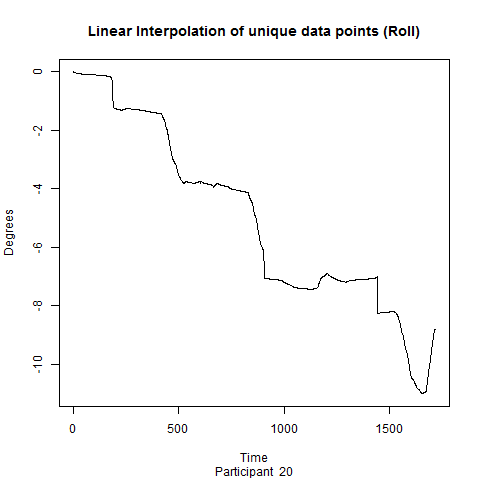 Linear Interpolation of unique data points (Roll)
0
-2
-4
-6
-8
-10
Degrees
0 500 1000 1500
Time
Participant 20